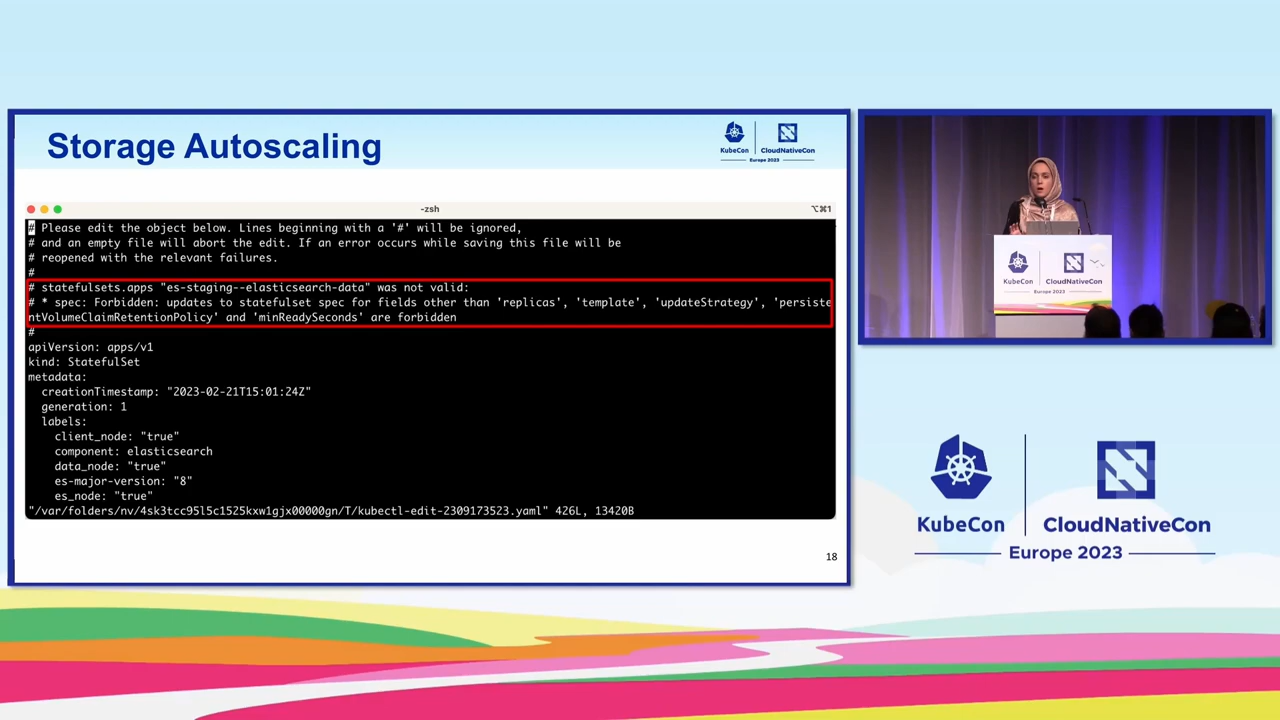 Storage Autoscaling
KubeCon
CloudNativeCon
Europe 2023
-zsh
⌥⌘1
# Please edit the object below. Lines beginning with a '#' will be ignored,
# and an empty file will abort the edit. If an error occurs while saving this file will be
# reopened with the relevant failures.
#
# statefulsets.apps "es-staging--elasticsearch-data" was not valid:
# * spec: Forbidden: updates to statefulset spec for fields other than 'replicas', 'template', 'updateStrategy', 'persiste
ntVolumeClaimRetentionPolicy' and 'minReadySeconds' are forbidden
#
apiVersion: apps/v1
kind: StatefulSet
metadata:
  creationTimestamp: "2023-02-21T15:01:24Z"
  generation: 1
  labels:
    client_node: "true"
    component: elasticsearch
    data_node: "true"
    es-major-version: "8"
    es_node: "true"
"/var/folders/nv/4sk3tcc95l5c1525kxw1gjx00000gn/T/kubectl-edit-2309173523.yaml" 426L, 13420B
18
KubeCon
CloudNativeCon
Europe 2023
KubeCon
CloudNativeCon
Europe 2023